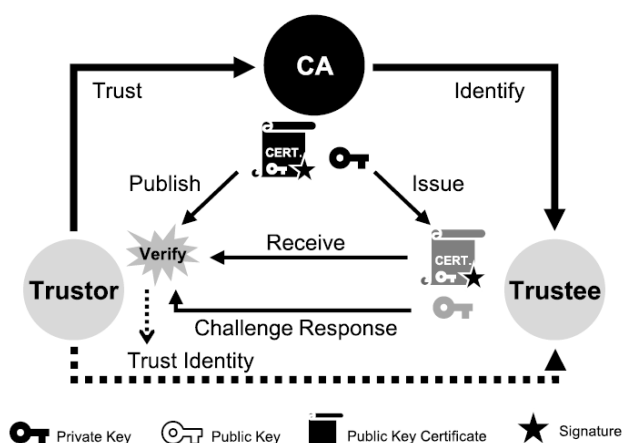 CA
Trust
Identify
CERT.
Publish
Issue
Verify
Receive
CERT.
Trustor
Trustee
Challenge Response
Trust Identity
Private Key
Public Key
Public Key Certificate
Signature